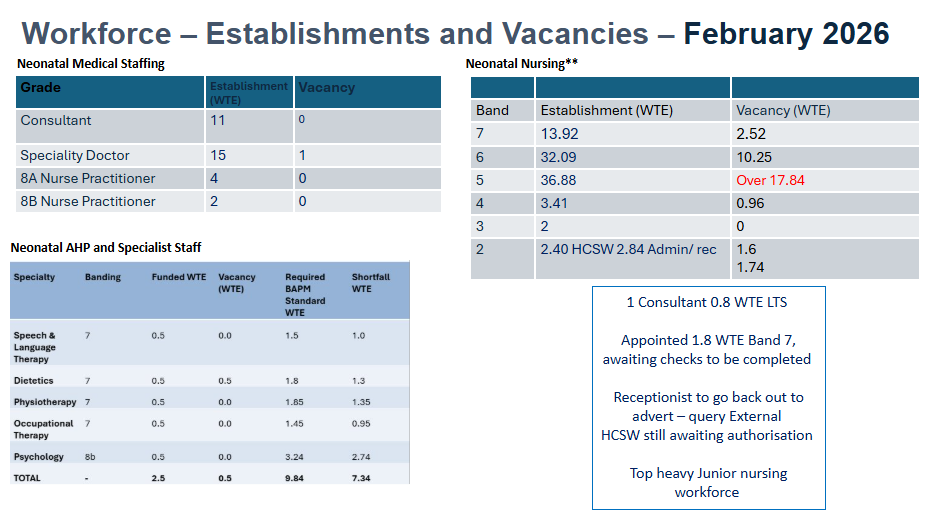 Workforce – Establishments and Vacancies – February 2026
Neonatal Medical Staffing
Grade Establishment (WTE) Vacancy
Consultant 11 0
Speciality Doctor 15 1
8A Nurse Practitioner 4 0
8B Nurse Practitioner 2 0
Neonatal AHP and Specialist Staff
Specialty Banding Funded WTE Vacancy (WTE) Required BAPM Standard WTE Shortfall WTE
Speech & Language Therapy 7 0.5 0.0 1.5 1.0
Dietetics 7 0.5 0.5 1.8 1.3
Physiotherapy 7 0.5 0.0 1.85 1.35
Occupational Therapy 7 0.5 0.0 1.45 0.95
Psychology 8b 0.5 0.0 3.24 2.74
TOTAL - 2.5 0.5 9.84 7.34
Neonatal Nursing**
Band Establishment (WTE) Vacancy (WTE)
7 13.92 2.52
6 32.09 10.25
5 36.88 Over 17.84
4 3.41 0.96
3 2 0
2 2.40 HCSW 2.84 Admin/ rec 1.6
1.74
1 Consultant 0.8 WTE LTS
Appointed 1.8 WTE Band 7,
awaiting checks to be completed
Receptionist to go back out to
advert – query External
HCSW still awaiting authorisation
Top heavy Junior nursing
workforce